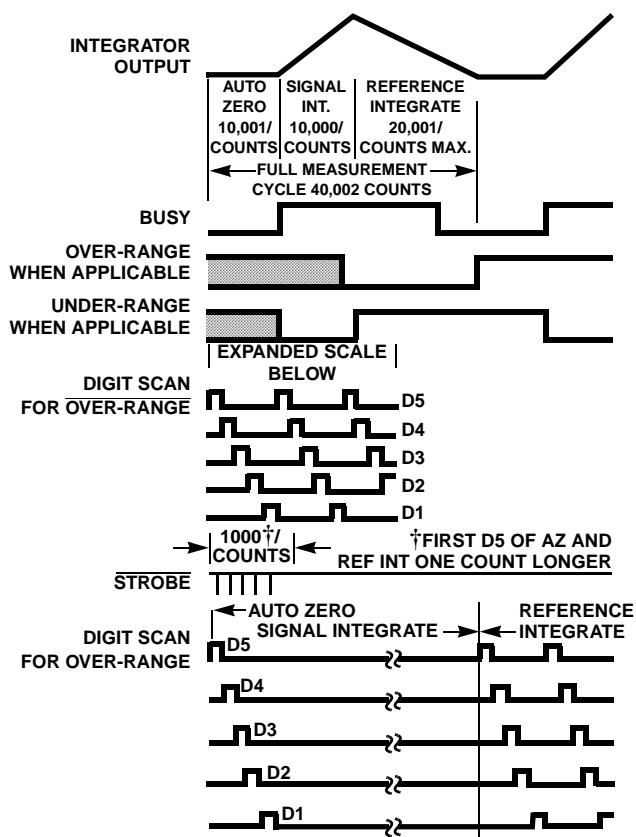 INTEGRATOR
OUTPUT
AUTO
ZERO
10,001/
COUNTS
SIGNAL
INT.
10,000/
COUNTS
REFERENCE
INTEGRATE
20,001/
COUNTS MAX.
FULL MEASUREMENT
CYCLE 40,002 COUNTS
BUSY
OVER-RANGE
WHEN APPLICABLE
UNDER-RANGE
WHEN APPLICABLE
EXPANDED SCALE
BELOW
DIGIT SCAN
FOR OVER-RANGE
D5
D4
D3
D2
D1
1000†/
COUNTS
†FIRST D5 OF AZ AND
REF INT ONE COUNT LONGER
STROBE
AUTO ZERO
SIGNAL INTEGRATE
REFERENCE
INTEGRATE
DIGIT SCAN
FOR OVER-RANGE
D5
D4
D3
D2
D1